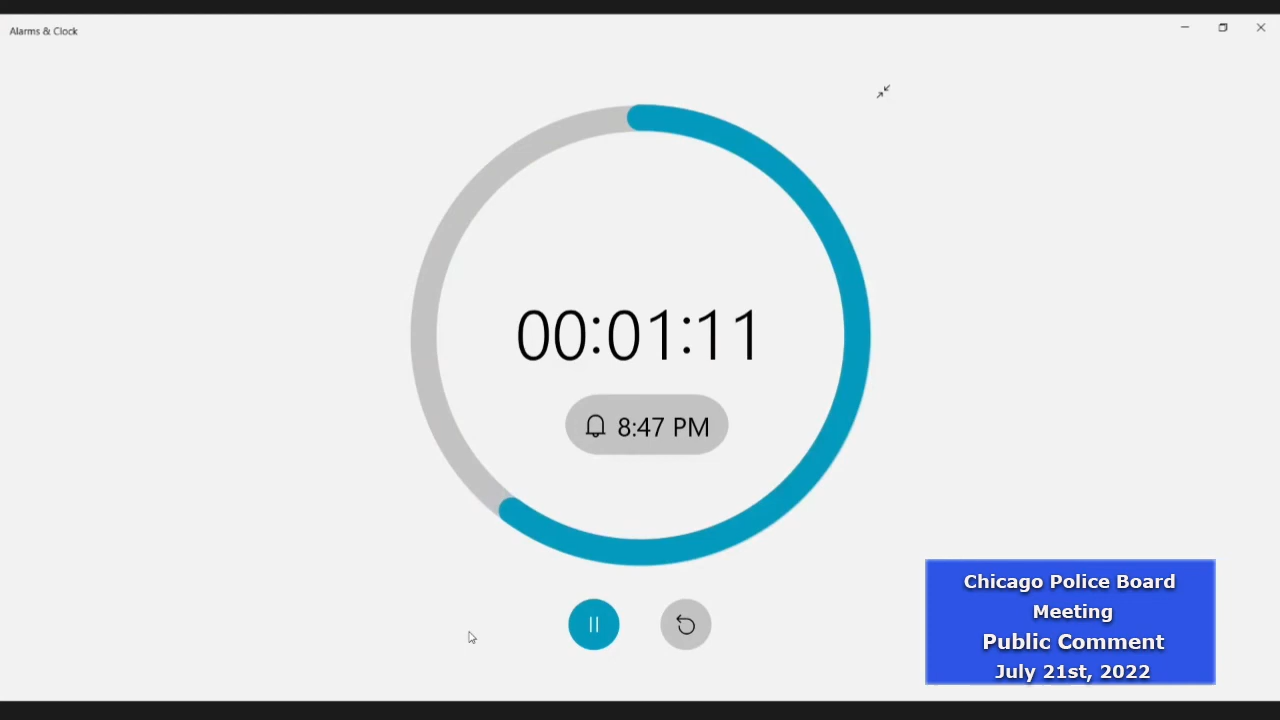 Alarms & Clock
00:01:11
8:47 PM
Chicago Police Board
Meeting
Public Comment
July 21st, 2022